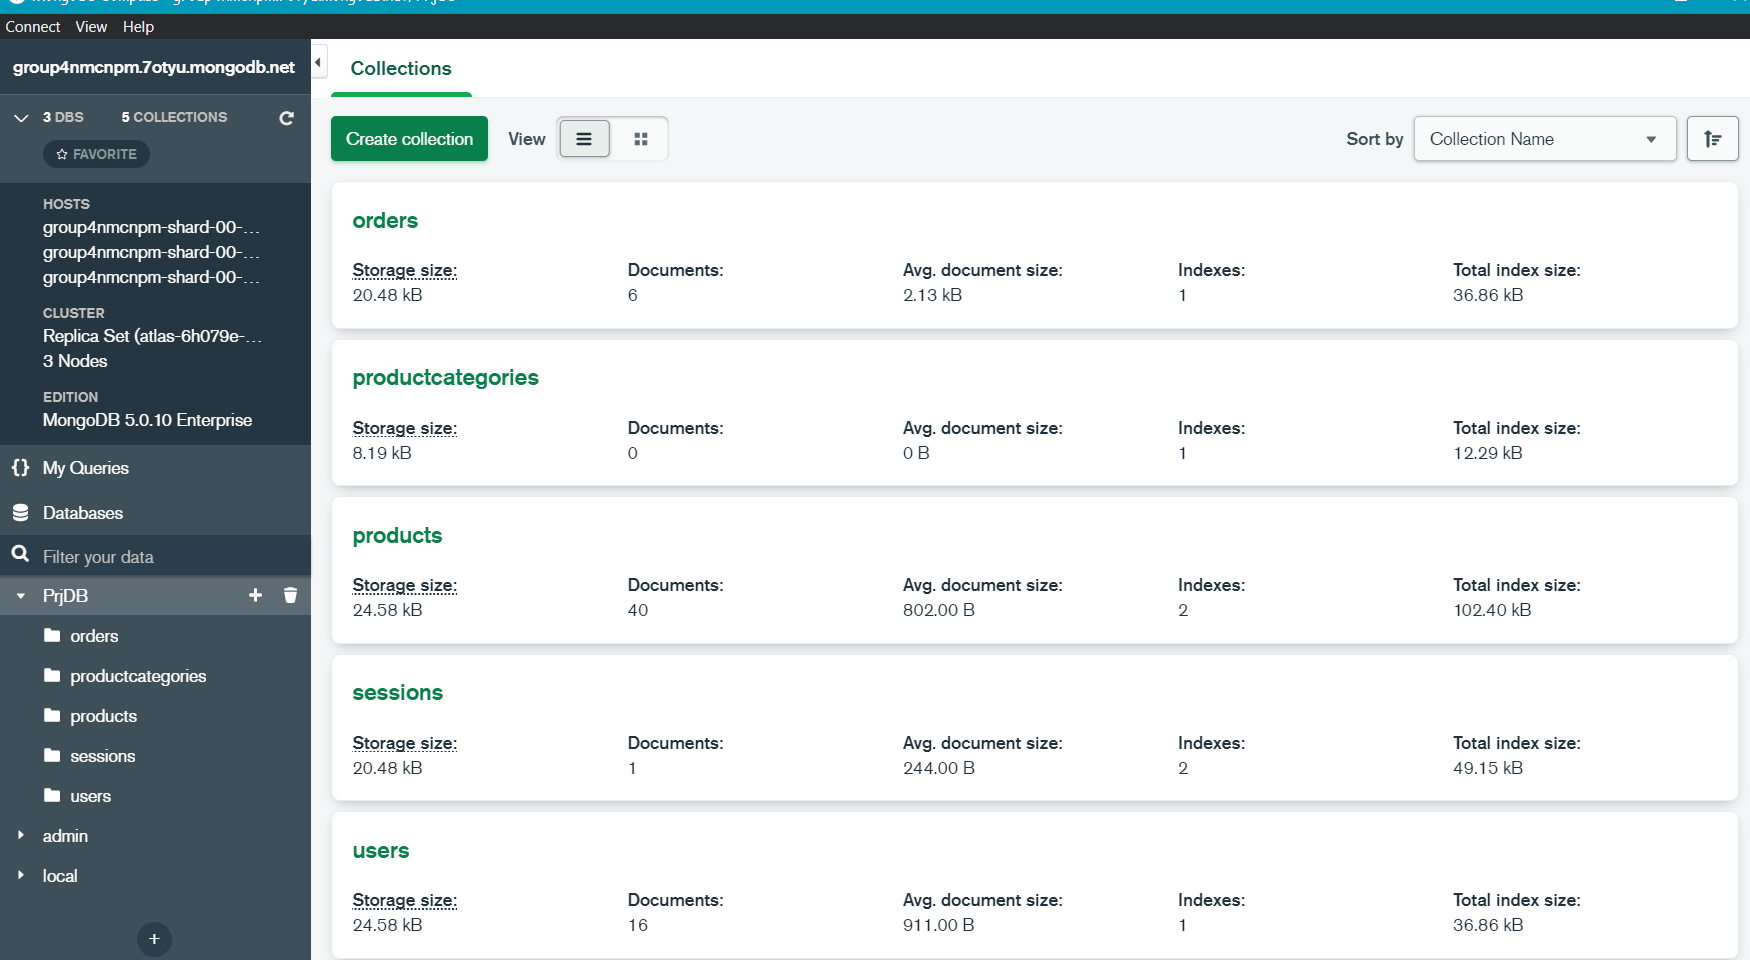 Connect View Help
group4nmcnpm.7otyu.mongodb.net
3 DBS 5 COLLECTIONS
FAVORITE
HOSTS
group4nmcnpm-shard-00-...
group4nmcnpm-shard-00-...
group4nmcnpm-shard-00-...
CLUSTER
Replica Set (atlas-6h079e-...
3 Nodes
EDITION
MongoDB 5.0.10 Enterprise
{} My Queries
Databases
Filter your data
PrjDB
orders
productcategories
products
sessions
users
admin
local
Collections
Create collection View Sort by Collection Name
orders
Storage size: Documents: Avg. document size: Indexes: Total index size:
20.48 kB 6 2.13 kB 1 36.86 kB
productcategories
Storage size: Documents: Avg. document size: Indexes: Total index size:
8.19 kB 0 0 B 1 12.29 kB
products
Storage size: Documents: Avg. document size: Indexes: Total index size:
24.58 kB 40 802.00 B 2 102.40 kB
sessions
Storage size: Documents: Avg. document size: Indexes: Total index size:
20.48 kB 1 244.00 B 2 49.15 kB
users
Storage size: Documents: Avg. document size: Indexes: Total index size:
24.58 kB 16 911.00 B 1 36.86 kB